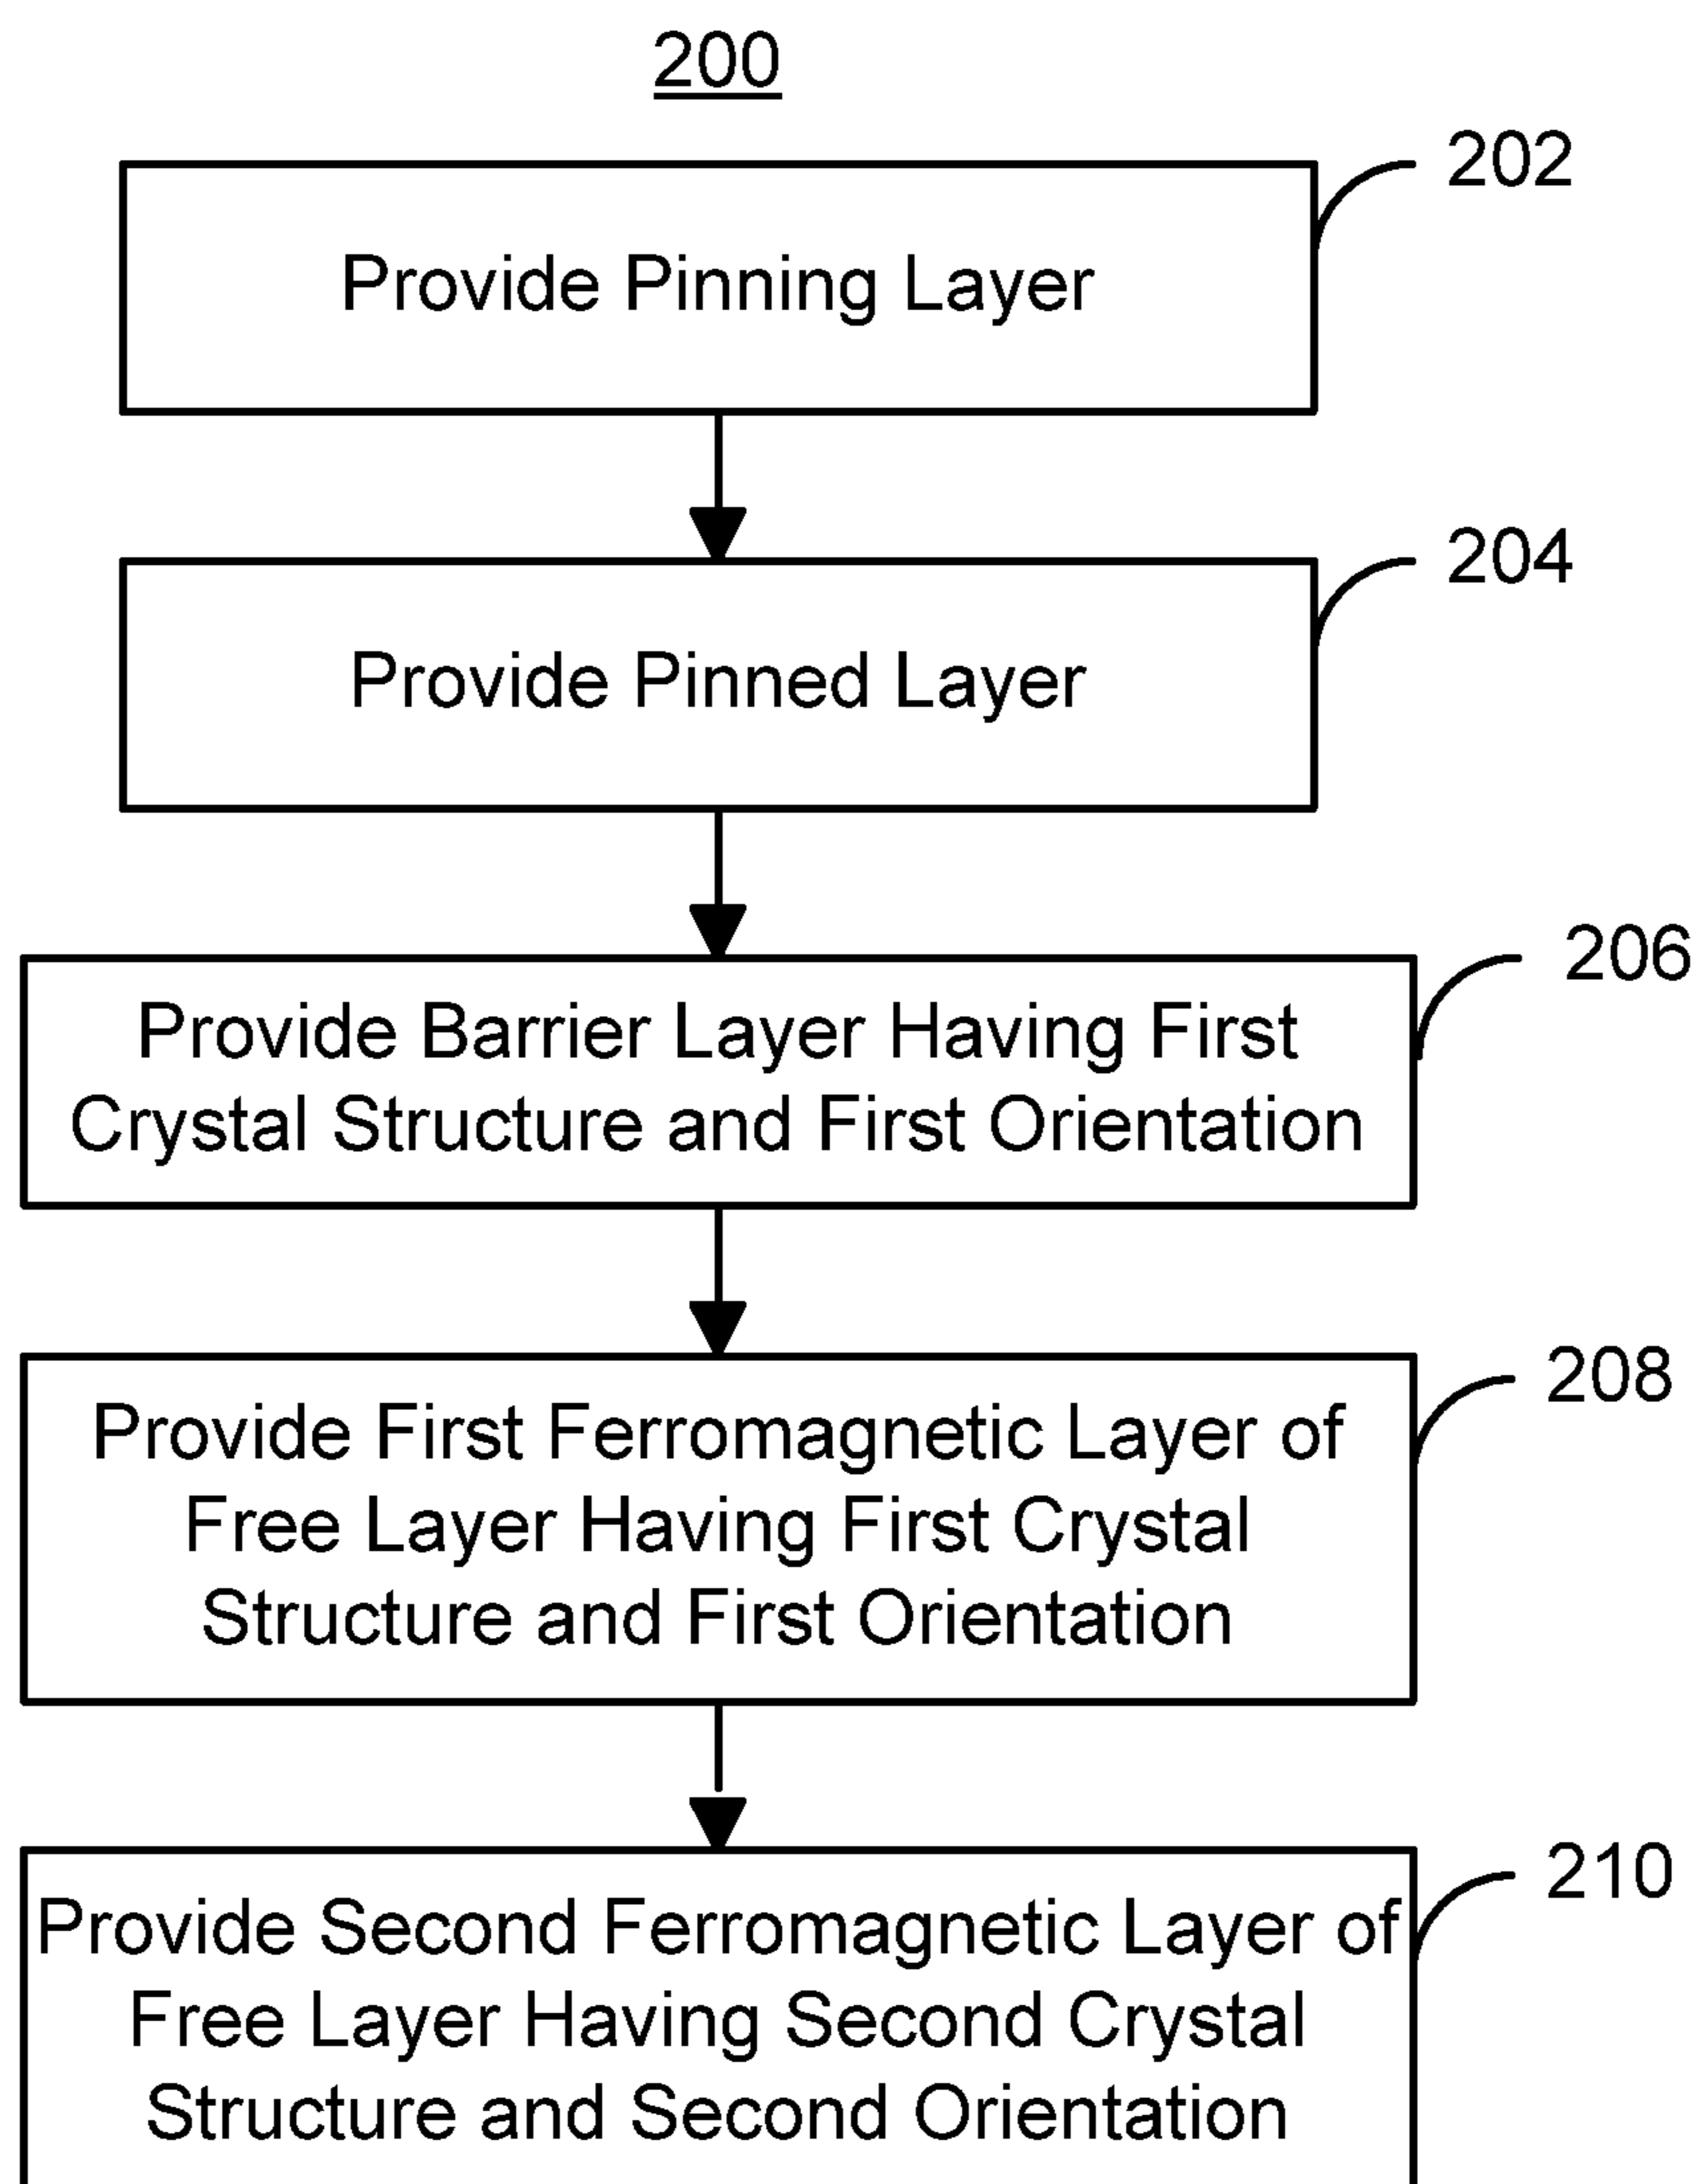 200
202
Provide Pinning Layer
204
Provide Pinned Layer
206
Provide Barrier Layer Having First
Crystal Structure and First Orientation
208
Provide First Ferromagnetic Layer of
Free Layer Having First Crystal
Structure and First Orientation
210
Provide Second Ferromagnetic Layer of
Free Layer Having Second Crystal
Structure and Second Orientation